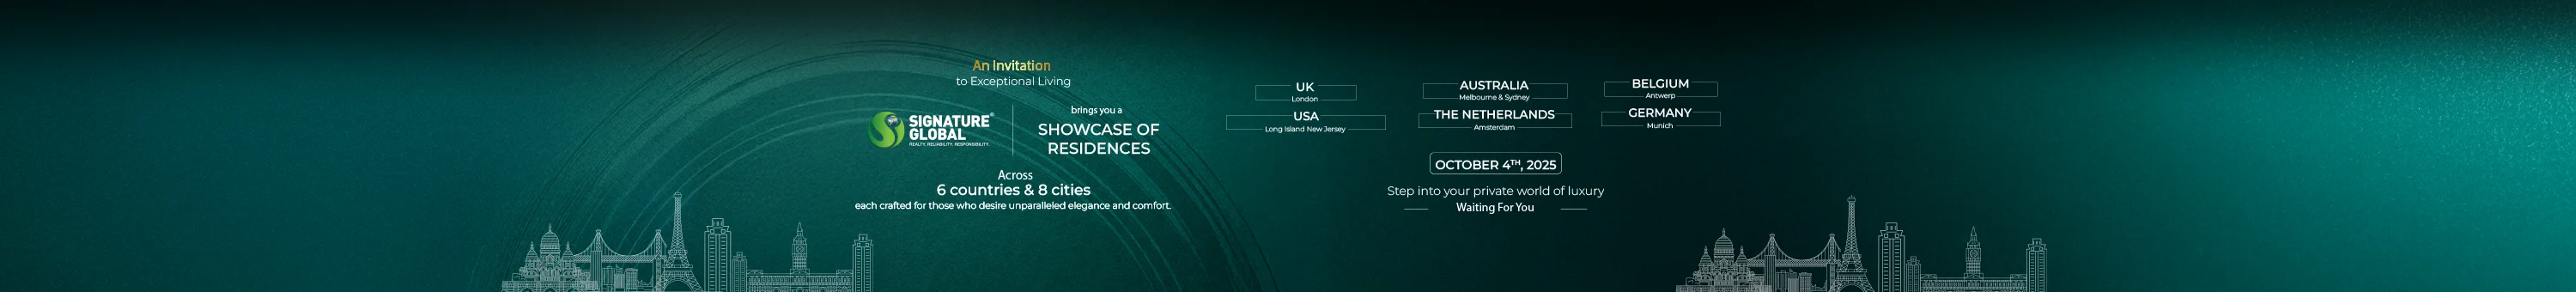 An Invitation
to Exceptional Living
SIGNATURE
GLOBAL®
REALTY. RELIABILITY. RESPONSIBILITY.
brings you a
SHOWCASE OF
RESIDENCES
Across
6 countries & 8 cities
each crafted for those who desire unparalleled elegance and comfort.
UK
London
USA
Long Island New Jersey
AUSTRALIA
Melbourne & Sydney
THE NETHERLANDS
Amsterdam
BELGIUM
Antwerp
GERMANY
Munich
OCTOBER 4TH, 2025
Step into your private world of luxury
Waiting For You